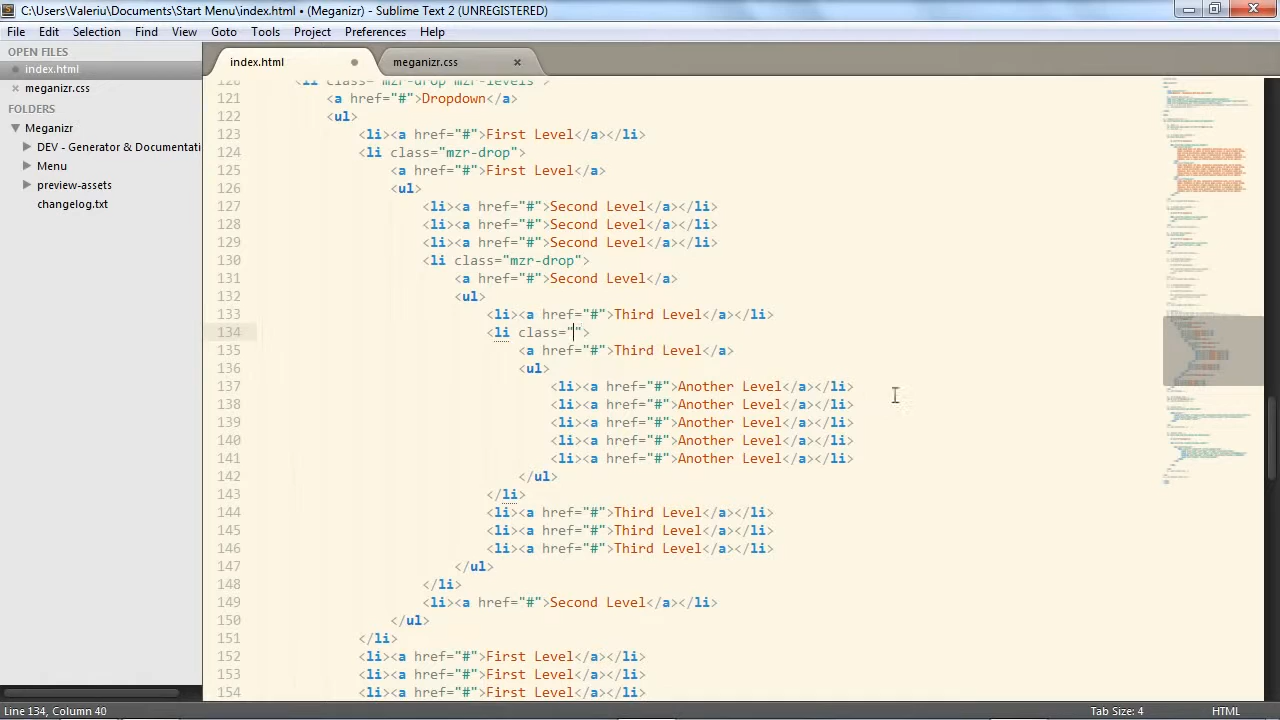 C:\Users\Valeriu\Documents\Start Menu\index.html • (Meganizr) - Sublime Text 2 (UNREGISTERED)
File Edit Selection Find View Goto Tools Project Preferences Help
OPEN FILES
index.html
meganizr.css
FOLDERS
Meganizr
preview-assets
changelog.txt
index.html meganizr.css ×
120 <li class="mzr-drop mzr-levels">
121 <a href="#">Dropdown</a>
122 <ul>
123 <li><a href="#">First Level</a></li>
124 <li class="mzr-drop">
125 <a href="#">First Level</a>
126 <ul>
127 <li><a href="#">Second Level</a></li>
128 <li><a href="#">Second Level</a></li>
129 <li><a href="#">Second Level</a></li>
130 <li class="mzr-drop">
131 <a href="#">Second Level</a>
132 <ul>
133 <li><a href="#">Third Level</a></li>
134 <li class="">
135 <a href="#">Third Level</a>
136 <ul>
137 <li><a href="#">Another Level</a></li>
138 <li><a href="#">Another Level</a></li>
139 <li><a href="#">Another Level</a></li>
140 <li><a href="#">Another Level</a></li>
141 <li><a href="#">Another Level</a></li>
142 </ul>
143 </li>
144 <li><a href="#">Third Level</a></li>
145 <li><a href="#">Third Level</a></li>
146 <li><a href="#">Third Level</a></li>
147 </ul>
148 </li>
149 <li><a href="#">Second Level</a></li>
150 </ul>
151 </li>
152 <li><a href="#">First Level</a></li>
153 <li><a href="#">First Level</a></li>
154 <li><a href="#">First Level</a></li>
Line 134, Column 40 Tab Size: 4 HTML